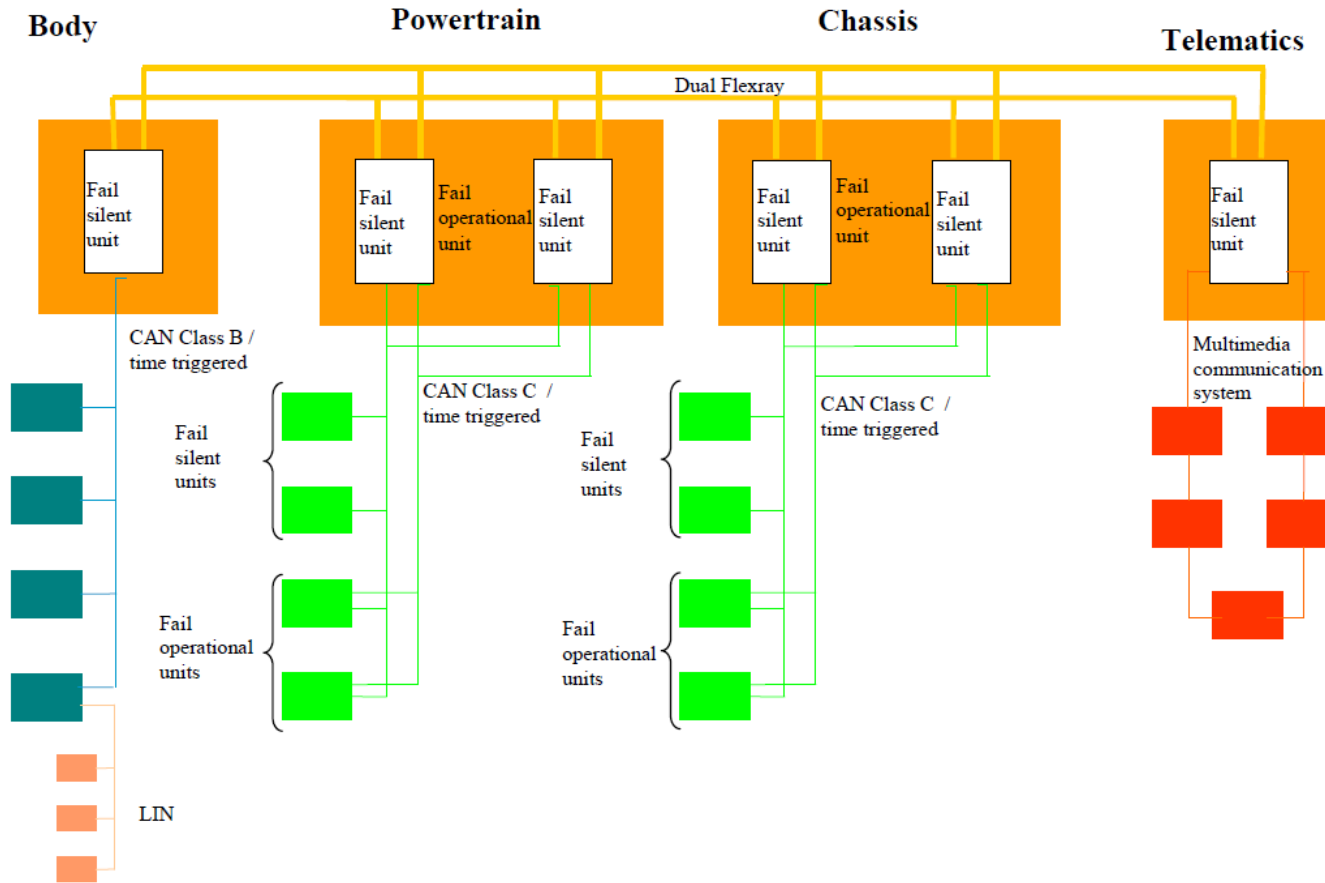 Body
Powertrain
Chassis
Telematics
Dual Flexray
Fail
silent
unit
Fail
silent
unit
Fail
operational
unit
Fail
silent
unit
Fail
silent
unit
Fail
operational
unit
Fail
silent
unit
Fail
silent
unit
CAN Class B /
time triggered
CAN Class C /
time triggered
CAN Class C /
time triggered
Multimedia
communication
system
Fail
silent
units
Fail
silent
units
Fail
operational
units
Fail
operational
units
LIN